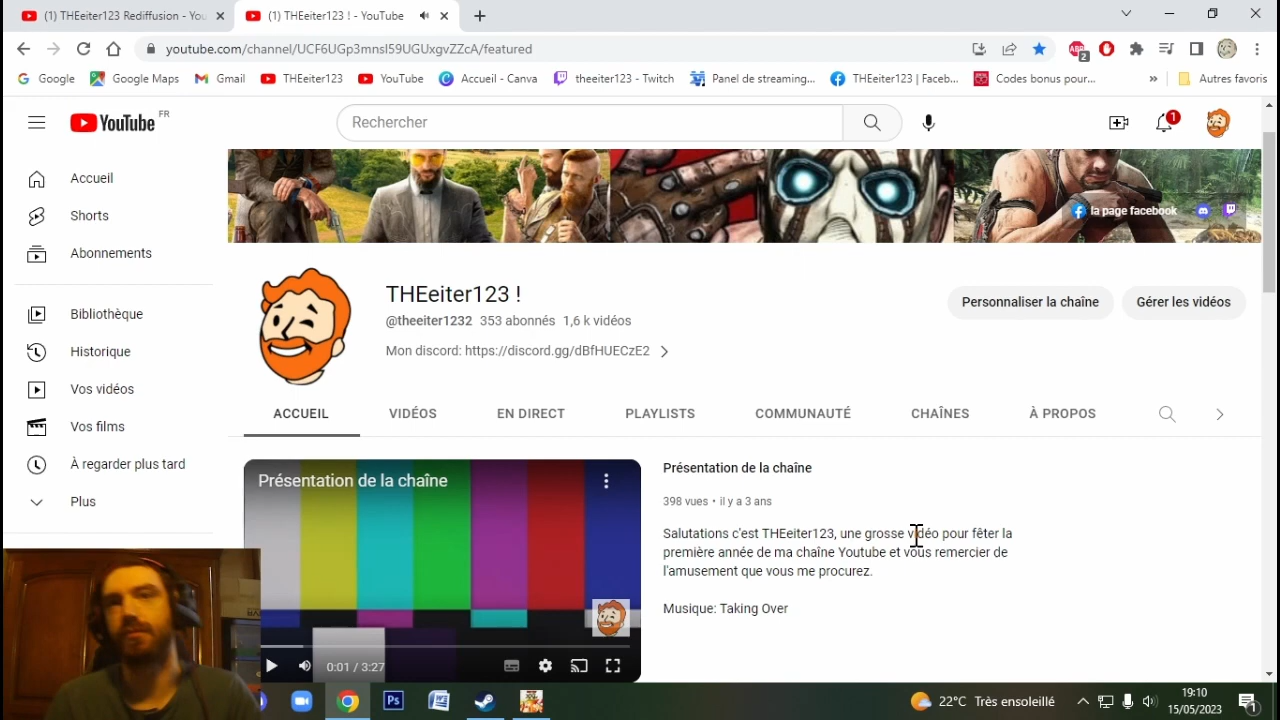 (1) THEeiter123 Rediffusion - You
(1) THEeiter123 ! - YouTube
youtube.com/channel/UCF6UGp3mnsI59UGUxgvZZcA/featured
ABP
2
Google
Google Maps
Gmail
THEeiter123
YouTube
Accueil - Canva
theeiter123 - Twitch
Panel de streaming...
THEeiter123 | Faceb...
Codes bonus pour...
»
Autres favoris
YouTube FR
Rechercher
1
Accueil
Shorts
Abonnements
Bibliothèque
Historique
Vos vidéos
Vos films
À regarder plus tard
Plus
la page facebook
THEeiter123 !
@theeiter1232 353 abonnés 1,6 k vidéos
Mon discord: https://discord.gg/dBfHUECzE2
Personnaliser la chaîne
Gérer les vidéos
ACCUEIL
VIDÉOS
EN DIRECT
PLAYLISTS
COMMUNAUTÉ
CHAÎNES
À PROPOS
Présentation de la chaîne
0:01 / 3:27
Présentation de la chaîne
398 vues • il y a 3 ans
Salutations c'est THEeiter123, une grosse vidéo pour fêter la
première année de ma chaîne Youtube et vous remercier de
l'amusement que vous me procurez.
Musique: Taking Over
Ps
W
22°C Très ensoleillé
19:10
15/05/2023
1